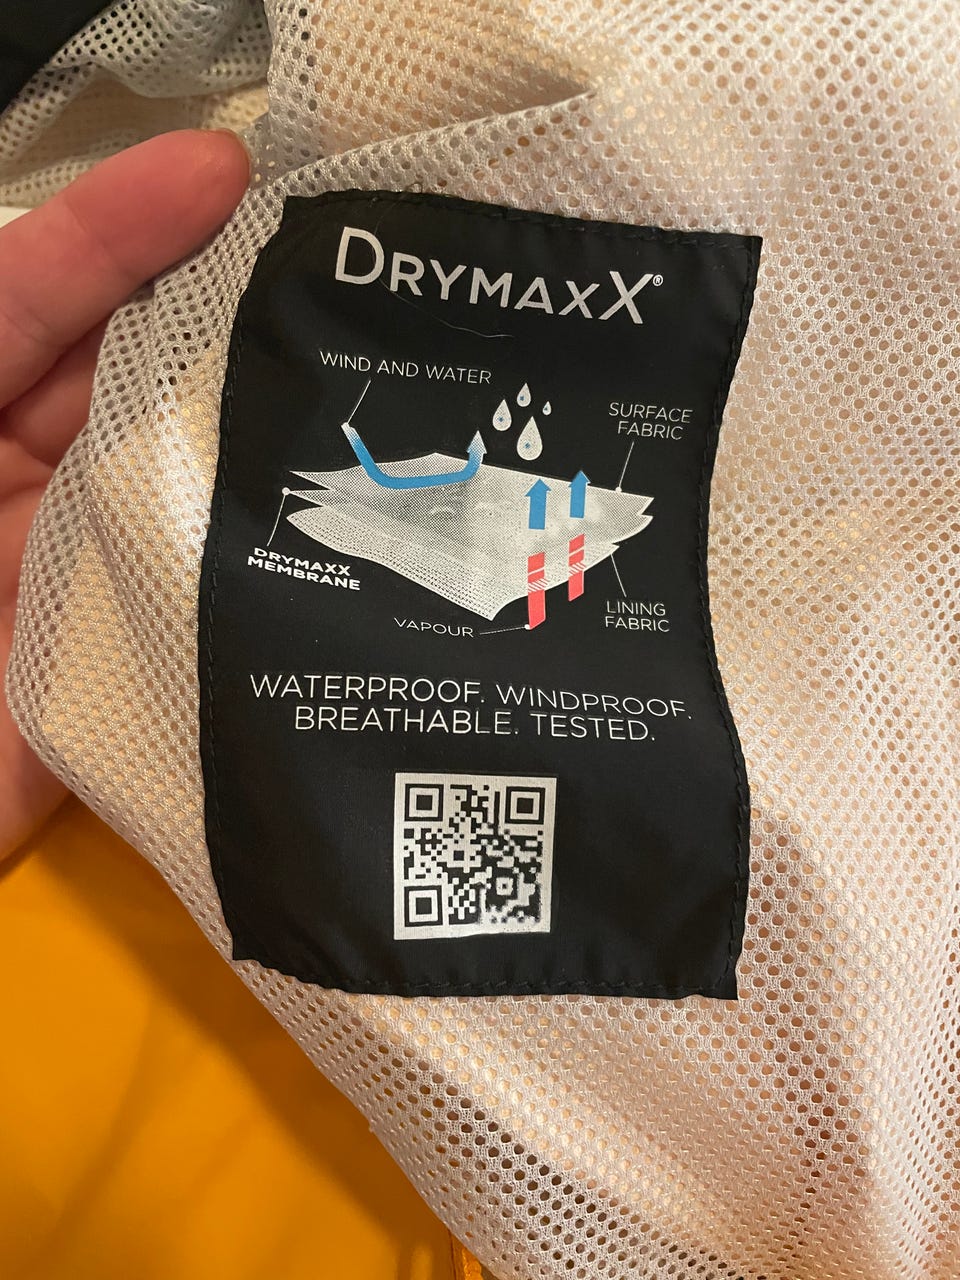 DRYMAXX®
WIND AND WATER
SURFACE
FABRIC
DRYMAXX
MEMBRANE
LINING
FABRIC
VAPOUR
WATERPROOF. WINDPROOF.
BREATHABLE. TESTED.